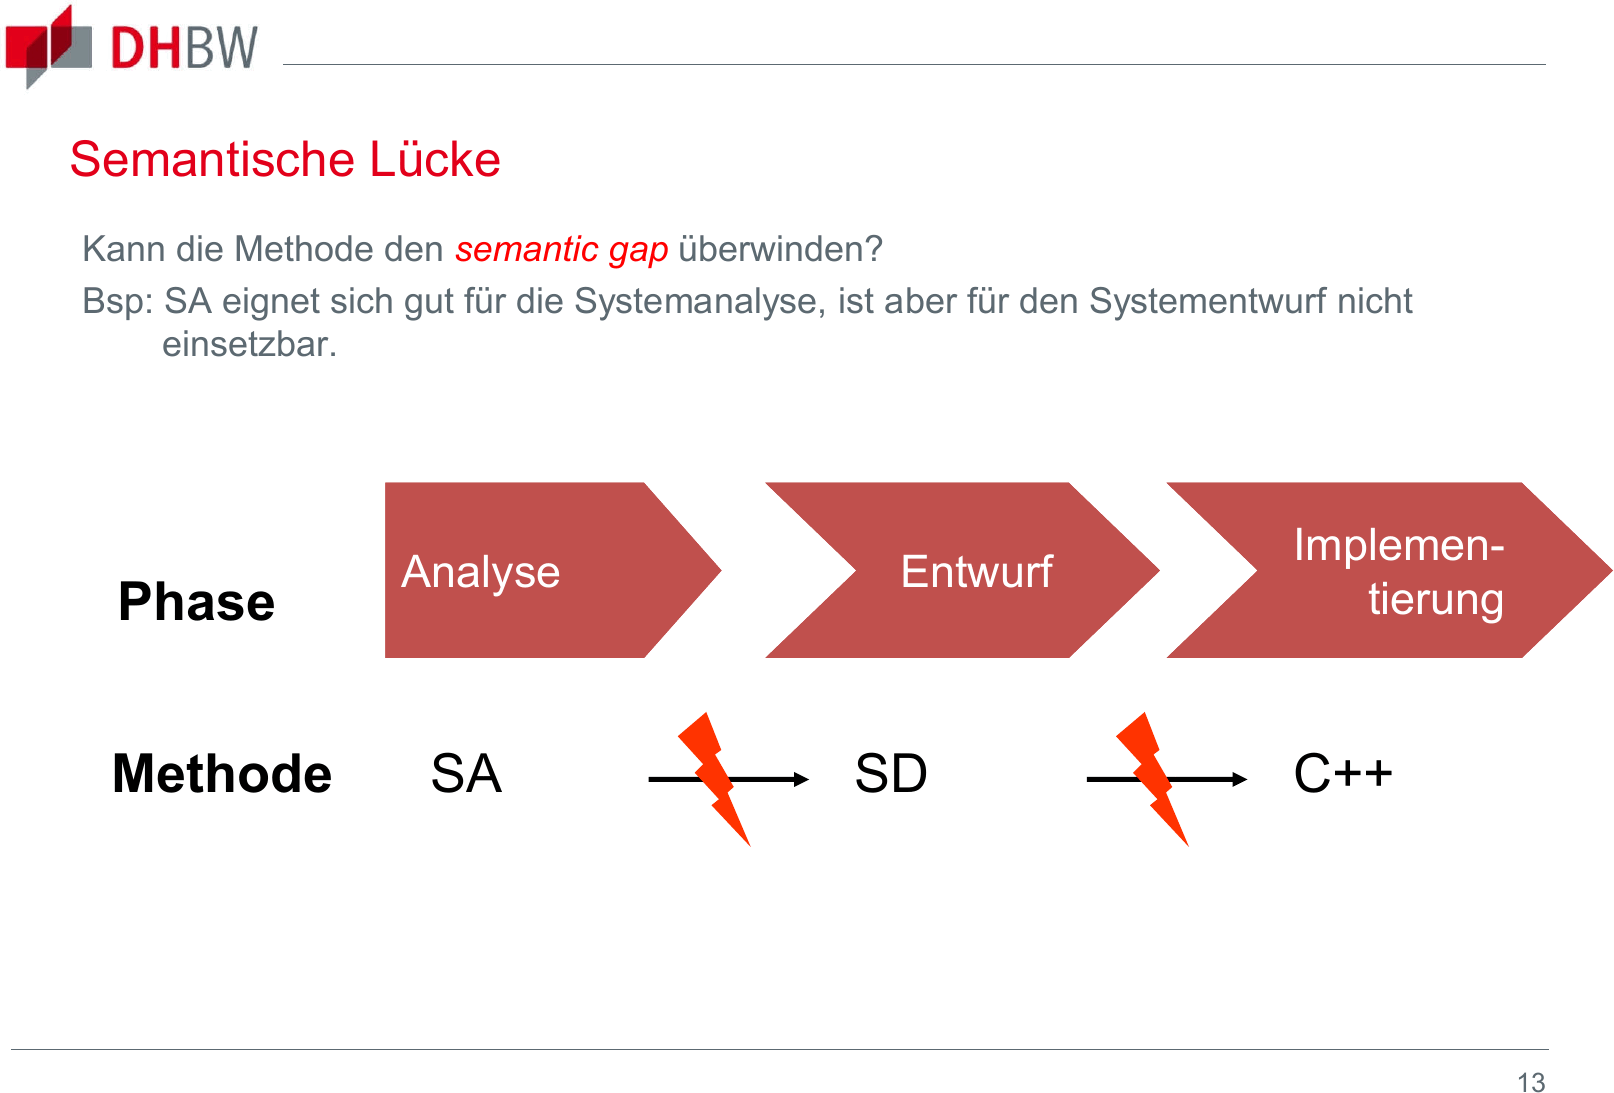 DHBW
Semantische Lücke
Kann die Methode den semantic gap überwinden?
Bsp: SA eignet sich gut für die Systemanalyse, ist aber für den Systementwurf nicht
einsetzbar.
Phase
Analyse
Entwurf
Implemen-
tierung
Methode
SA
SD
C++
13